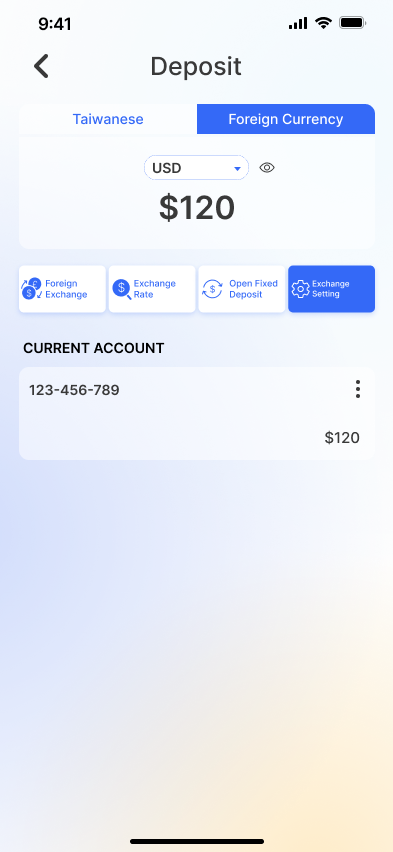 9:41
Deposit
Taiwanese
Foreign Currency
USD
$120
Foreign
Exchange
Exchange
Rate
Open Fixed
Deposit
Exchange
Setting
CURRENT ACCOUNT
123-456-789
$120